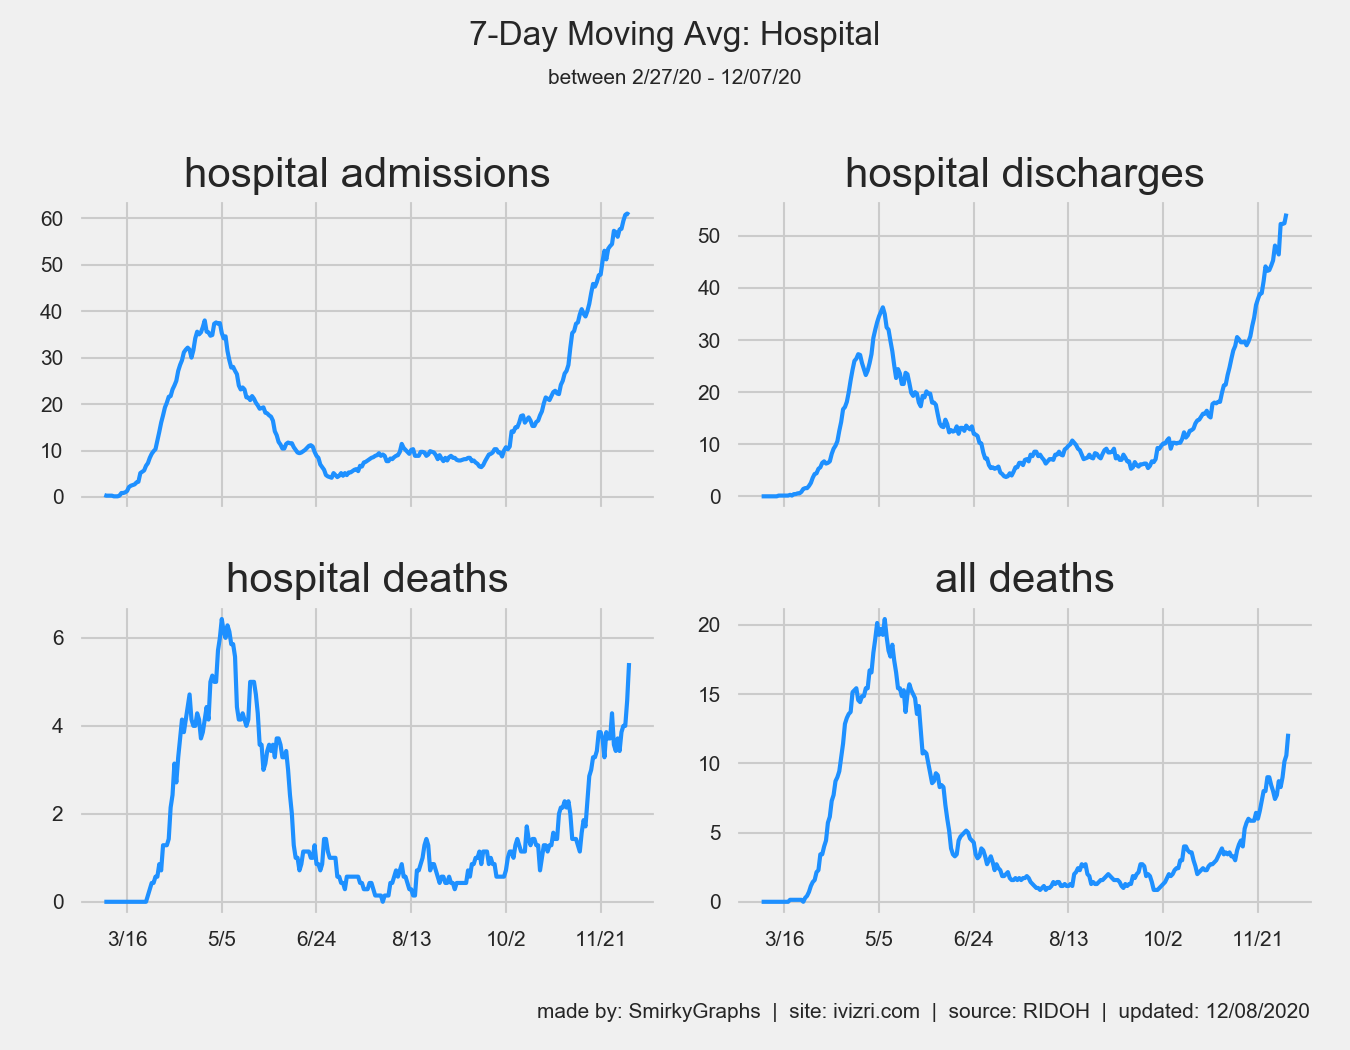 7-Day Moving Avg: Hospital
between 2/27/20 - 12/07/20
hospital admissions
60
50
40
30
20
10
0
hospital discharges
50
40
30
20
10
0
hospital deaths
6
4
2
0
3/16 5/5 6/24 8/13 10/2 11/21
all deaths
20
15
10
5
0
3/16 5/5 6/24 8/13 10/2 11/21
made by: SmirkyGraphs | site: ivizri.com | source: RIDOH | updated: 12/08/2020